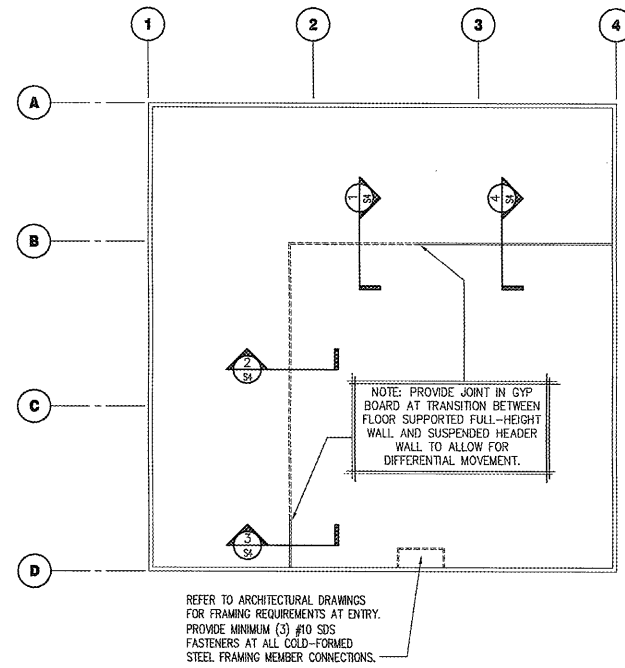 1 2 3 4
A
B
C
D
1
S4
4
S4
2
S4
3
S4
NOTE: PROVIDE JOINT IN GYP
BOARD AT TRANSITION BETWEEN
FLOOR SUPPORTED FULL-HEIGHT
WALL AND SUSPENDED HEADER
WALL TO ALLOW FOR
DIFFERENTIAL MOVEMENT.
REFER TO ARCHITECTURAL DRAWINGS
FOR FRAMING REQUIREMENTS AT ENTRY.
PROVIDE MINIMUM (3) #10 SDS
FASTENERS AT ALL COLD-FORMED
STEEL FRAMING MEMBER CONNECTIONS.